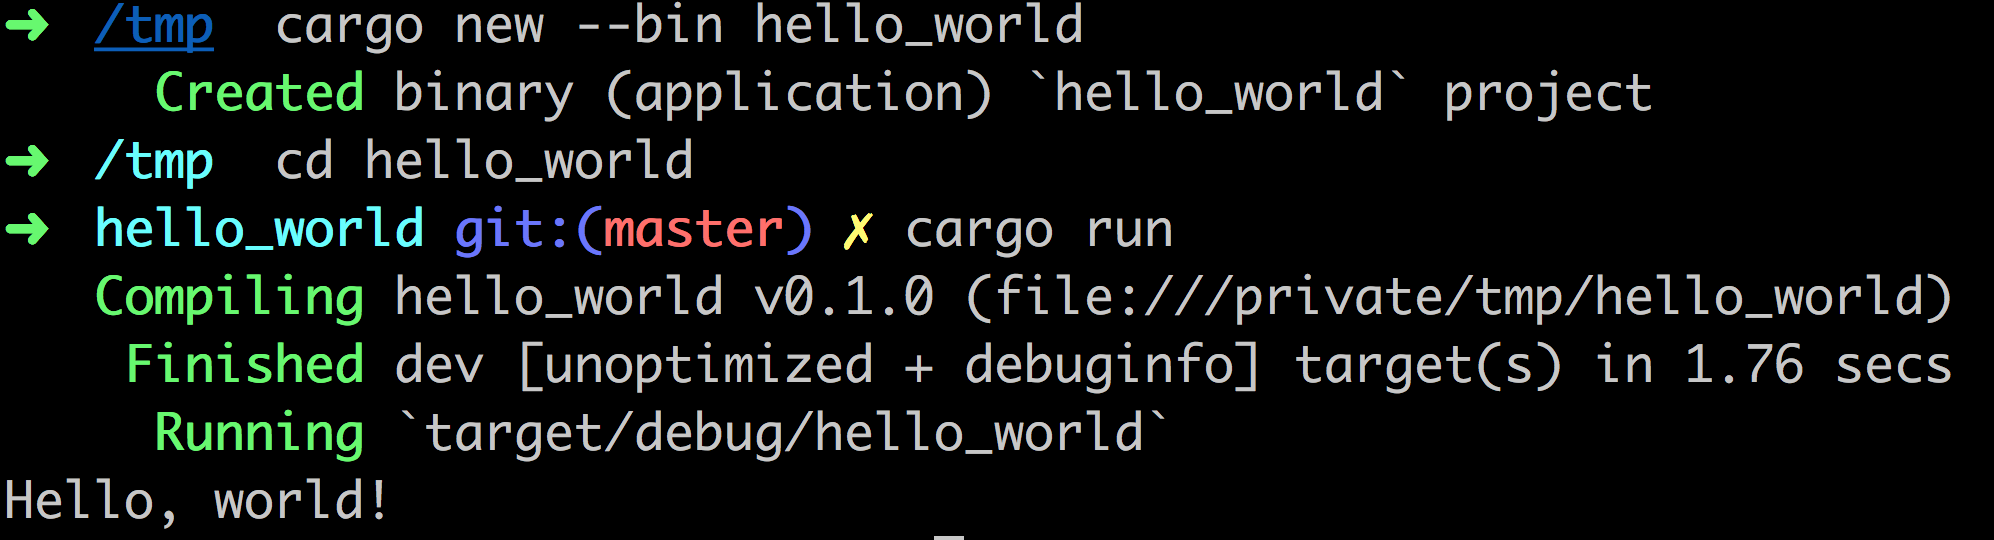 ➜ /tmp cargo new --bin hello_world
Created binary (application) `hello_world` project
➜ /tmp cd hello_world
➜ hello_world git:(master) ✗ cargo run
Compiling hello_world v0.1.0 (file:///private/tmp/hello_world)
Finished dev [unoptimized + debuginfo] target(s) in 1.76 secs
Running `target/debug/hello_world`
Hello, world!